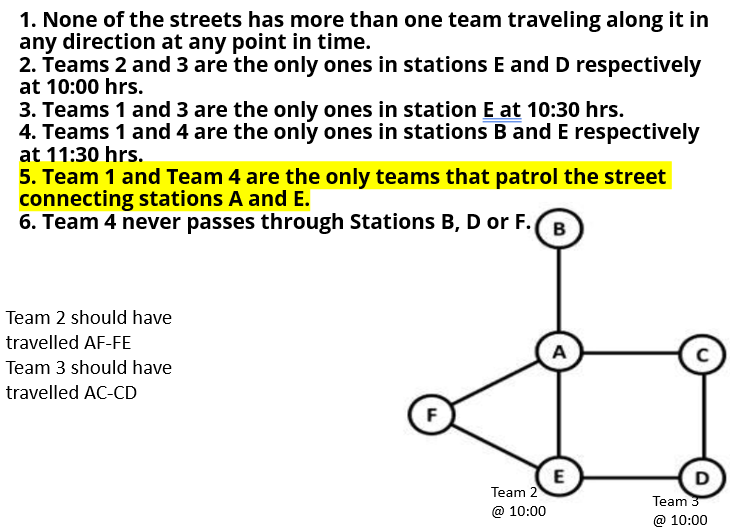 1. None of the streets has more than one team traveling along it in
any direction at any point in time.
2. Teams 2 and 3 are the only ones in stations E and D respectively
at 10:00 hrs.
3. Teams 1 and 3 are the only ones in station E at 10:30 hrs.
4. Teams 1 and 4 are the only ones in stations B and E respectively
at 11:30 hrs.
5. Team 1 and Team 4 are the only teams that patrol the street
connecting stations A and E.
6. Team 4 never passes through Stations B, D or F.
B
Team 2 should have
travelled AF-FE
Team 3 should have
travelled AC-CD
A
C
F
E
D
Team 2
@ 10:00
Team 3
@ 10:00